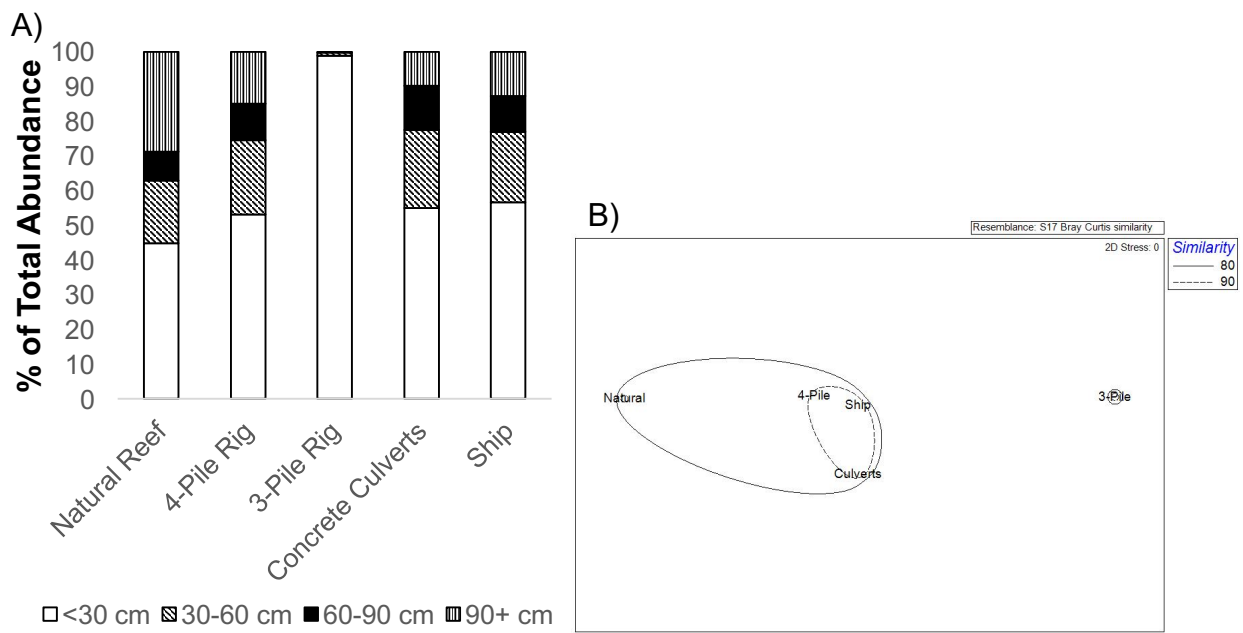 A)
% of Total Abundance
100
90
80
70
60
50
40
30
20
10
0
Natural Reef
4-Pile Rig
3-Pile Rig
Concrete Culverts
Ship
<30 cm 30-60 cm 60-90 cm 90+ cm
B)
Resemblance: S17 Bray Curtis similarity
2D Stress: 0
Similarity
80
90
Natural
4-Pile
Ship
Culverts
3-Pile